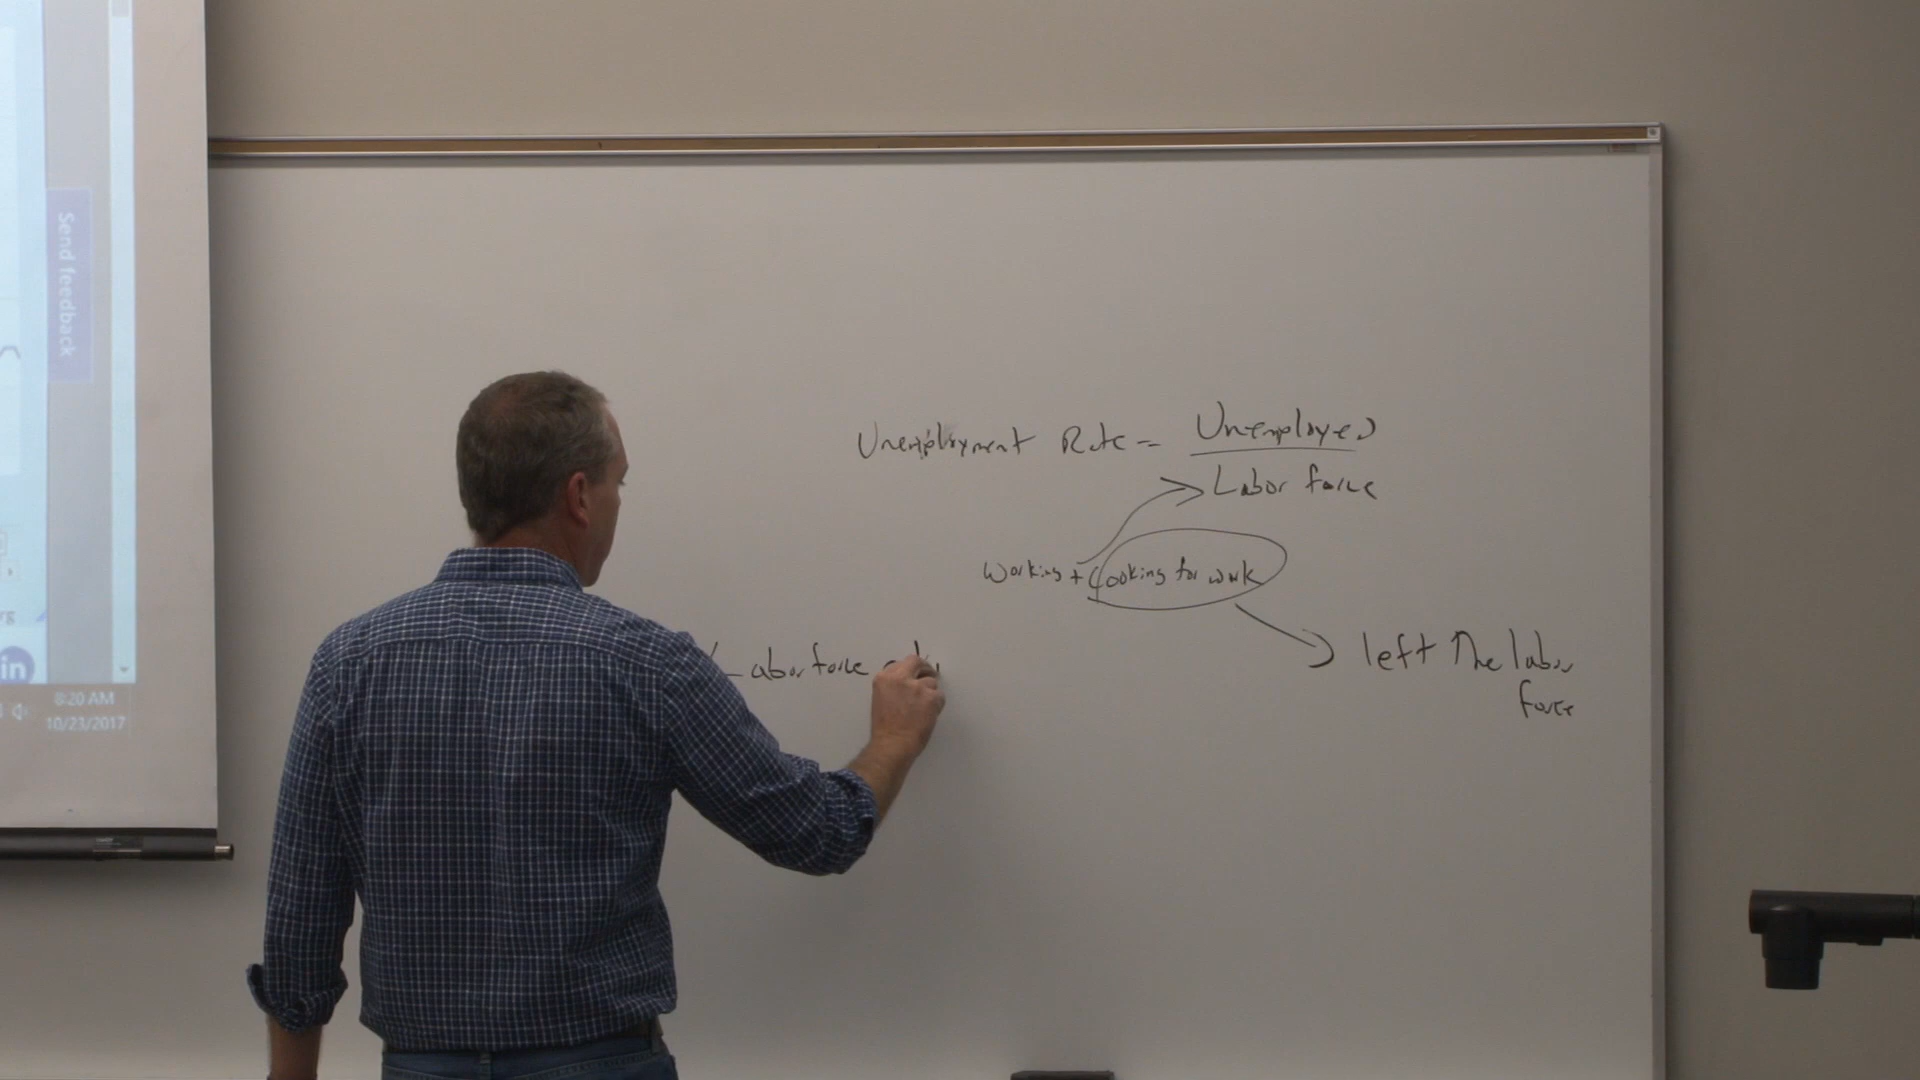 Send feedback
in
8:20 AM
10/23/2017
Unemployment Rate = Unemployed
Labor force
Working + Looking for work
Labor force
left The labor
force